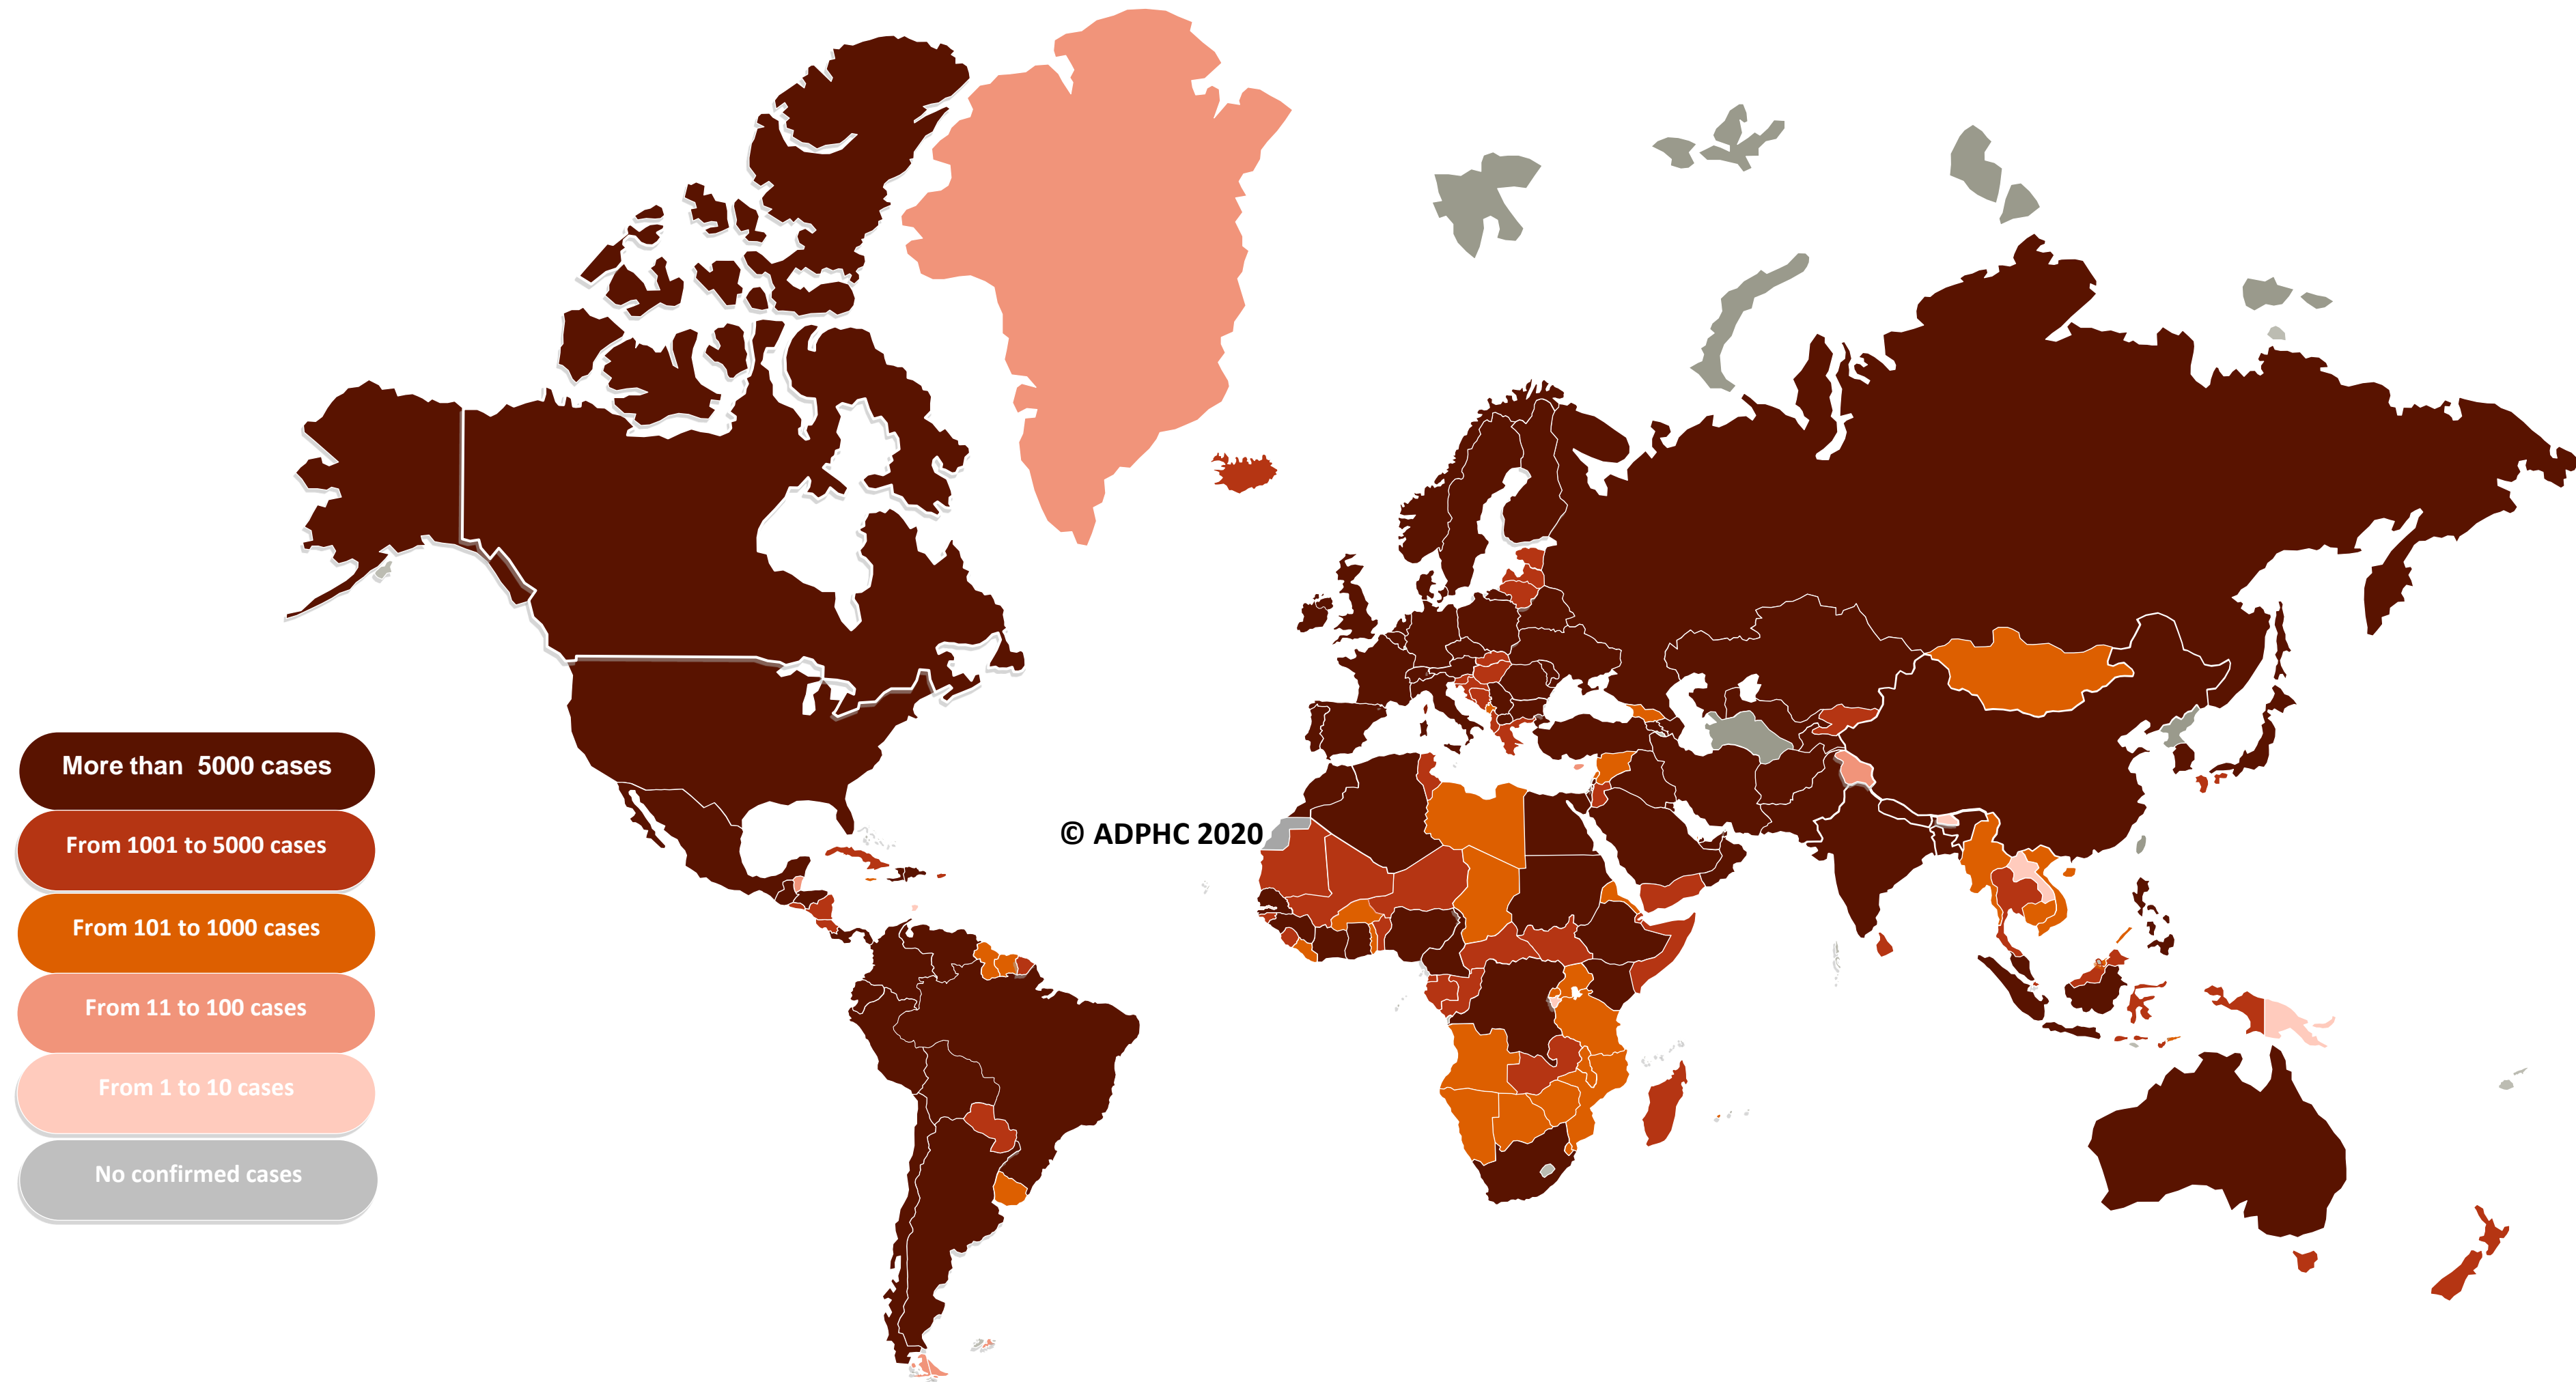 © ADPHC 2020
More than  5000 cases
From 1001 to 5000 cases
From 101 to 1000 cases
From 11 to 100 cases
From 1 to 10 cases
No confirmed cases